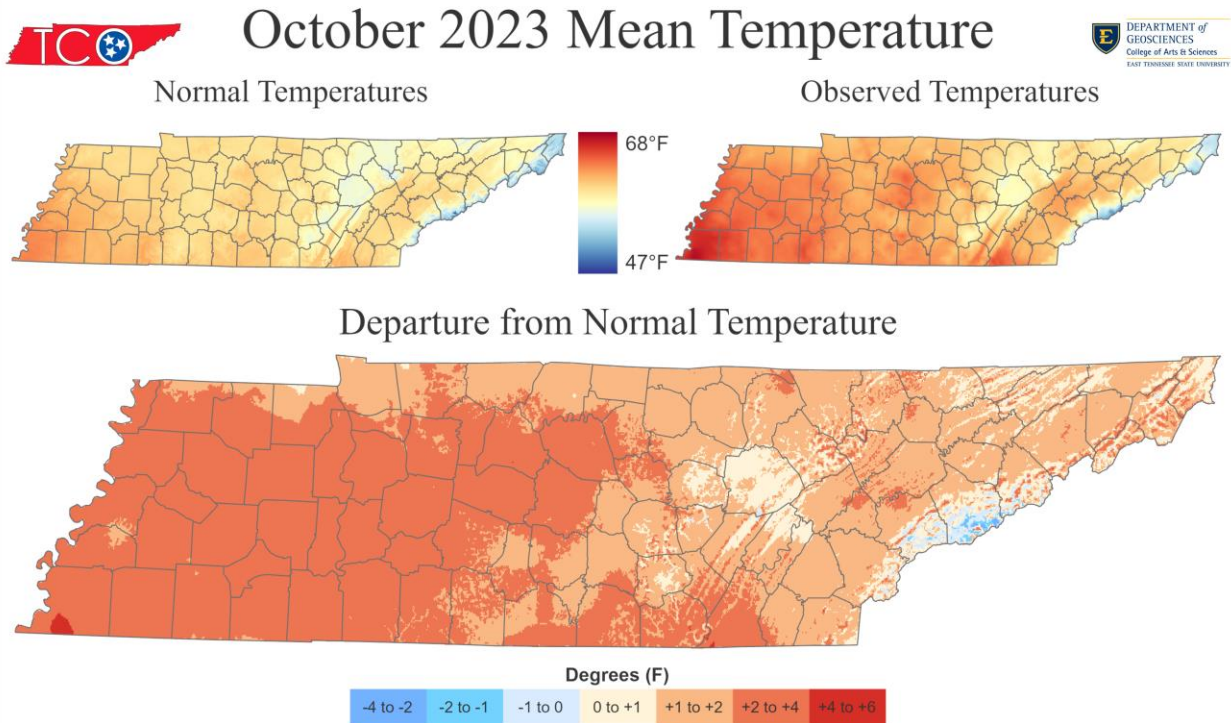 TCO
October 2023 Mean Temperature
E
DEPARTMENT of
GEOSCIENCES
College of Arts & Sciences
EAST TENNESSEE STATE UNIVERSITY
Normal Temperatures
Observed Temperatures
68°F
47°F
Departure from Normal Temperature
Degrees (F)
-4 to -2 -2 to -1 -1 to 0 0 to +1 +1 to +2 +2 to +4 +4 to +6